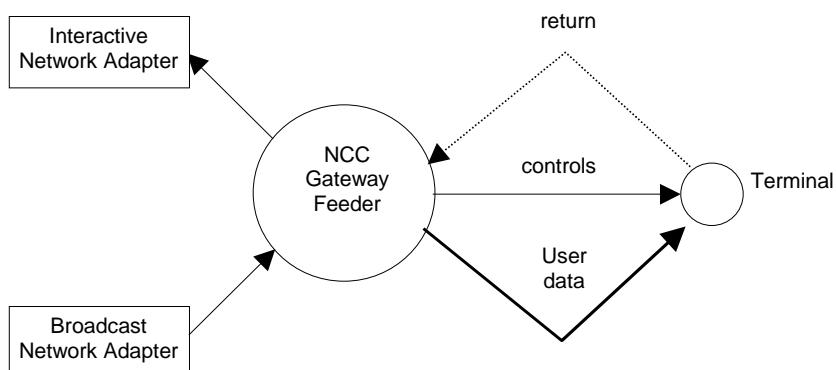 Interactive
Network Adapter
return
NCC
Gateway
Feeder
controls
Terminal
User
data
Broadcast
Network Adapter